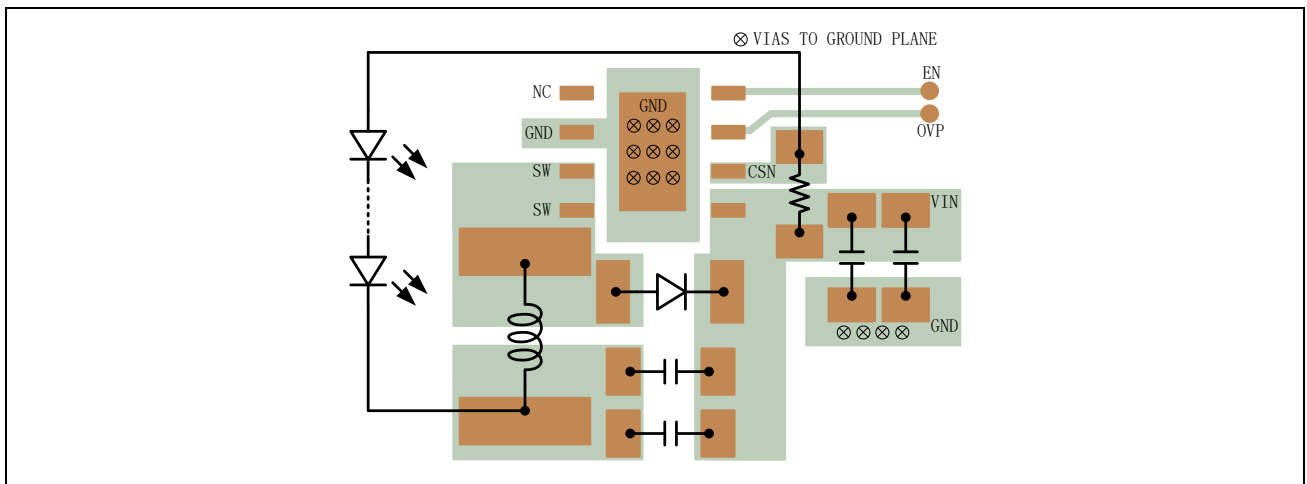 VIAS TO GROUND PLANE
EN
NC
GND
OVP
GND
SW
CSN
SW
VIN
GND